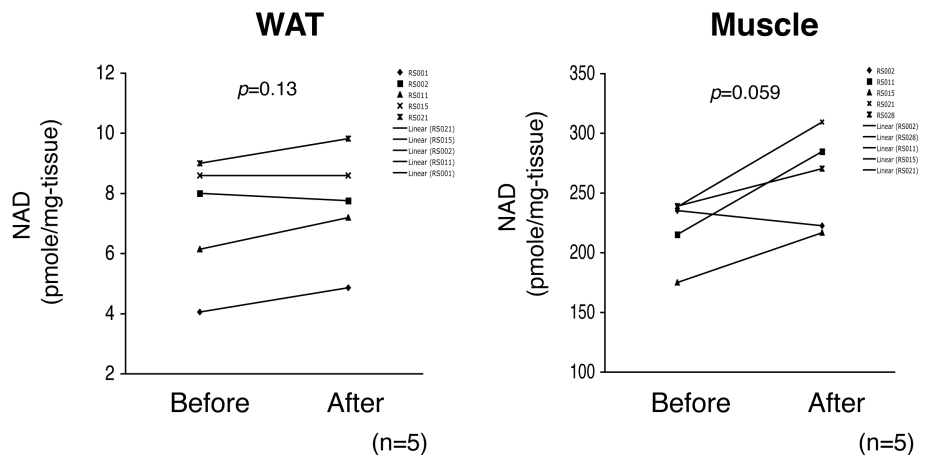 WAT
NAD
(pmole/mg-tissue)
12
10
8
6
4
2
p=0.13
RS001
RS002
RS011
RS015
RS021
Linear (RS021)
Linear (RS015)
Linear (RS002)
Linear (RS011)
Linear (RS001)
Before After
(n=5)
Muscle
NAD
(pmole/mg-tissue)
350
300
250
200
150
100
p=0.059
RS002
RS011
RS015
RS021
RS028
Linear (RS002)
Linear (RS028)
Linear (RS011)
Linear (RS015)
Linear (RS021)
Before After
(n=5)